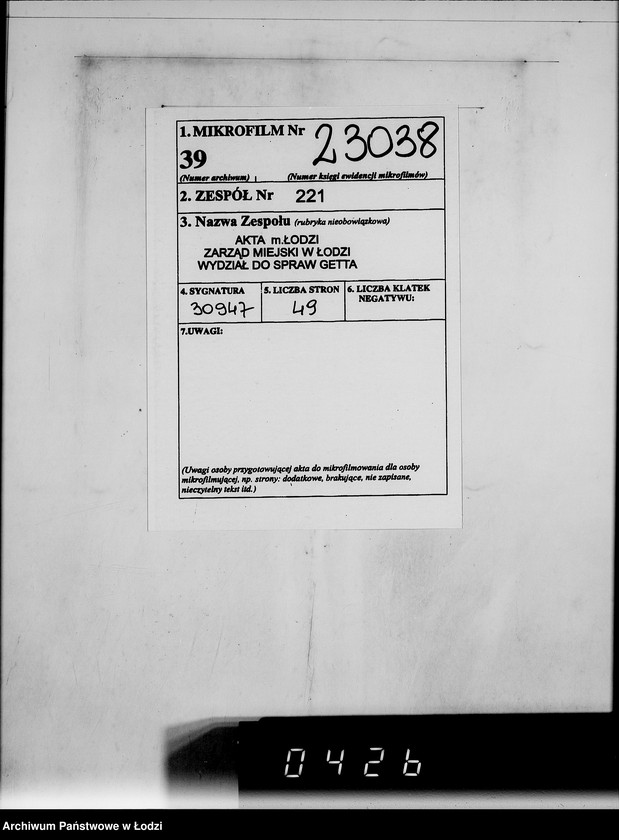 1. MIKROFILM Nr 23038
39
(Numer archiwum) (Numer księgi ewidencji mikrofilmów)
2. ZESPÓŁ Nr 221
3. Nazwa Zespołu (rubryka nieobowiązkowa)
AKTA m.ŁODZI
ZARZĄD MIEJSKI W ŁODZI
WYDZIAŁ DO SPRAW GETTA
4. SYGNATURA 5. LICZBA STRON 6. LICZBA KLATEK
NEGATYWU:
30947 49
7.UWAGI:
(Uwagi osoby przygotowującej akta do mikrofilmowania dla osoby
mikrofilmującej, np. strony: dodatkowe, brakujące, nie zapisane,
nieczytelny tekst itd.)
0426
Archiwum Państwowe w Łodzi